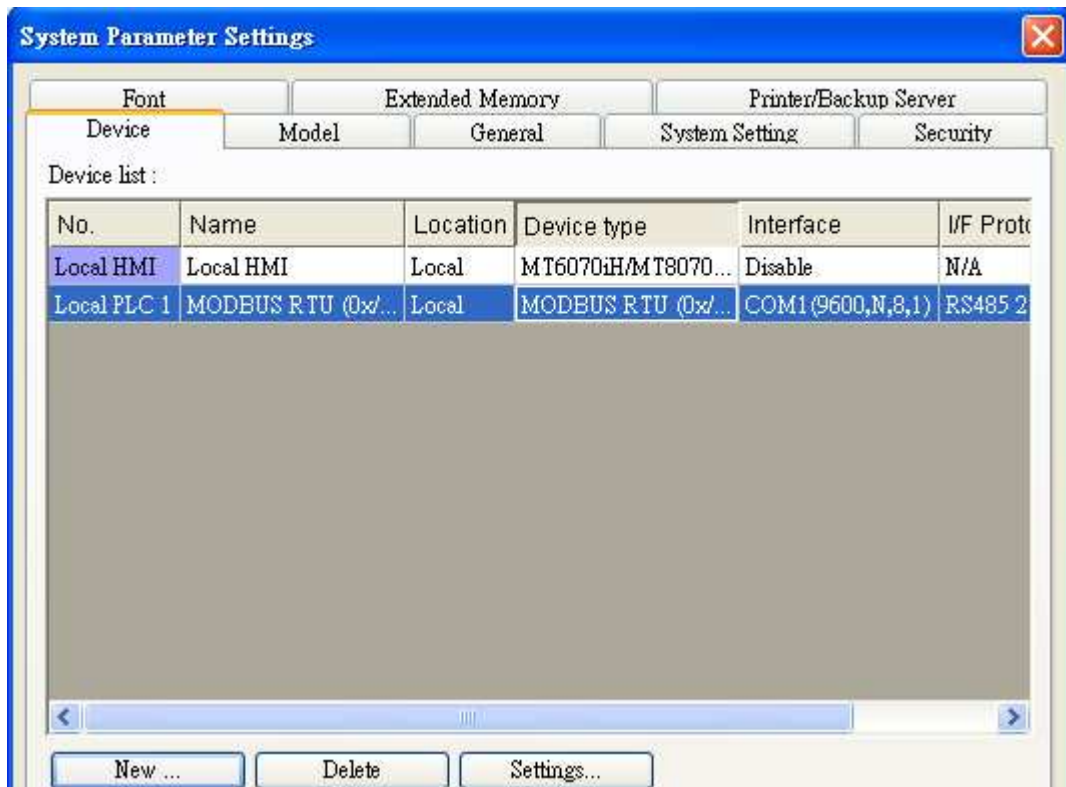 System Parameter Settings
Font Extended Memory Printer/Backup Server
Device Model General System Setting Security
Device list :
No. Name Location Device type Interface I/F Proto
Local HMI Local HMI Local MT6070iH/MT8070... Disable N/A
Local PLC 1 MODBUS RTU (0x/... Local MODBUS RTU (0x/... COM1(9600,N,8,1) RS485 2
New ... Delete Settings...